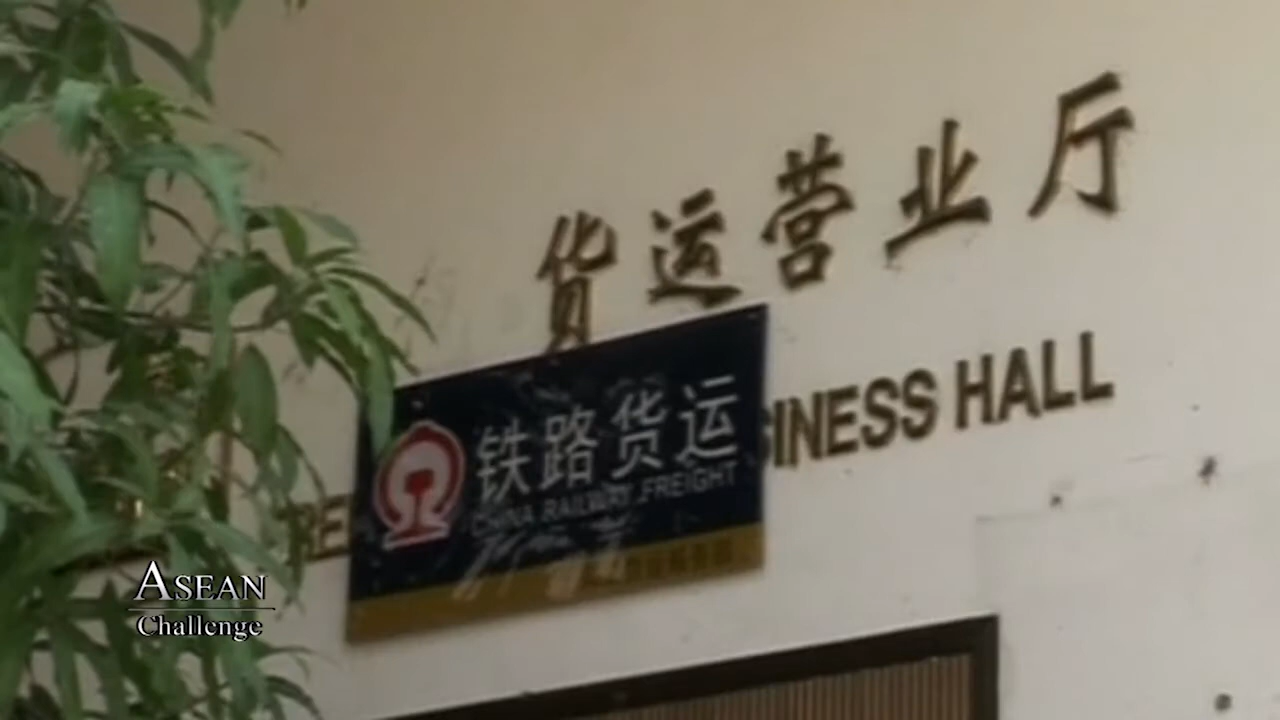 货运营业厅
INESS HALL
铁路货运
CHINA RAILWAY FREIGHT
ASEAN
Challenge